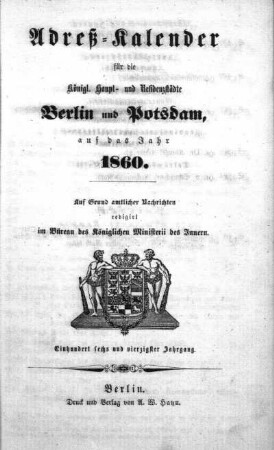 Adreß-Kalender
für die
Königl. Haupt- und Residenzstädte
Berlin und Potsdam,
auf das Jahr
1860.
Auf Grund amtlicher Nachrichten
redigirt
im Büreau des Königlichen Ministerii des Innern.
Einhundert sechs und vierzigster Jahrgang.
Berlin.
Druck und Verlag von A. W. Hayn.